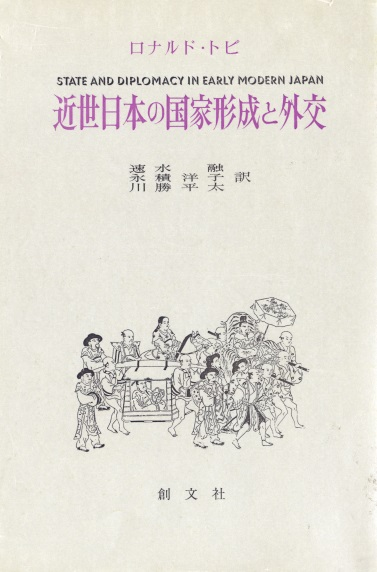 ロナルド・トビ
STATE AND DIPLOMACY IN EARLY MODERN JAPAN
近世日本の国家形成と外交
速水 融
永積洋子 訳
川勝平太
創文社